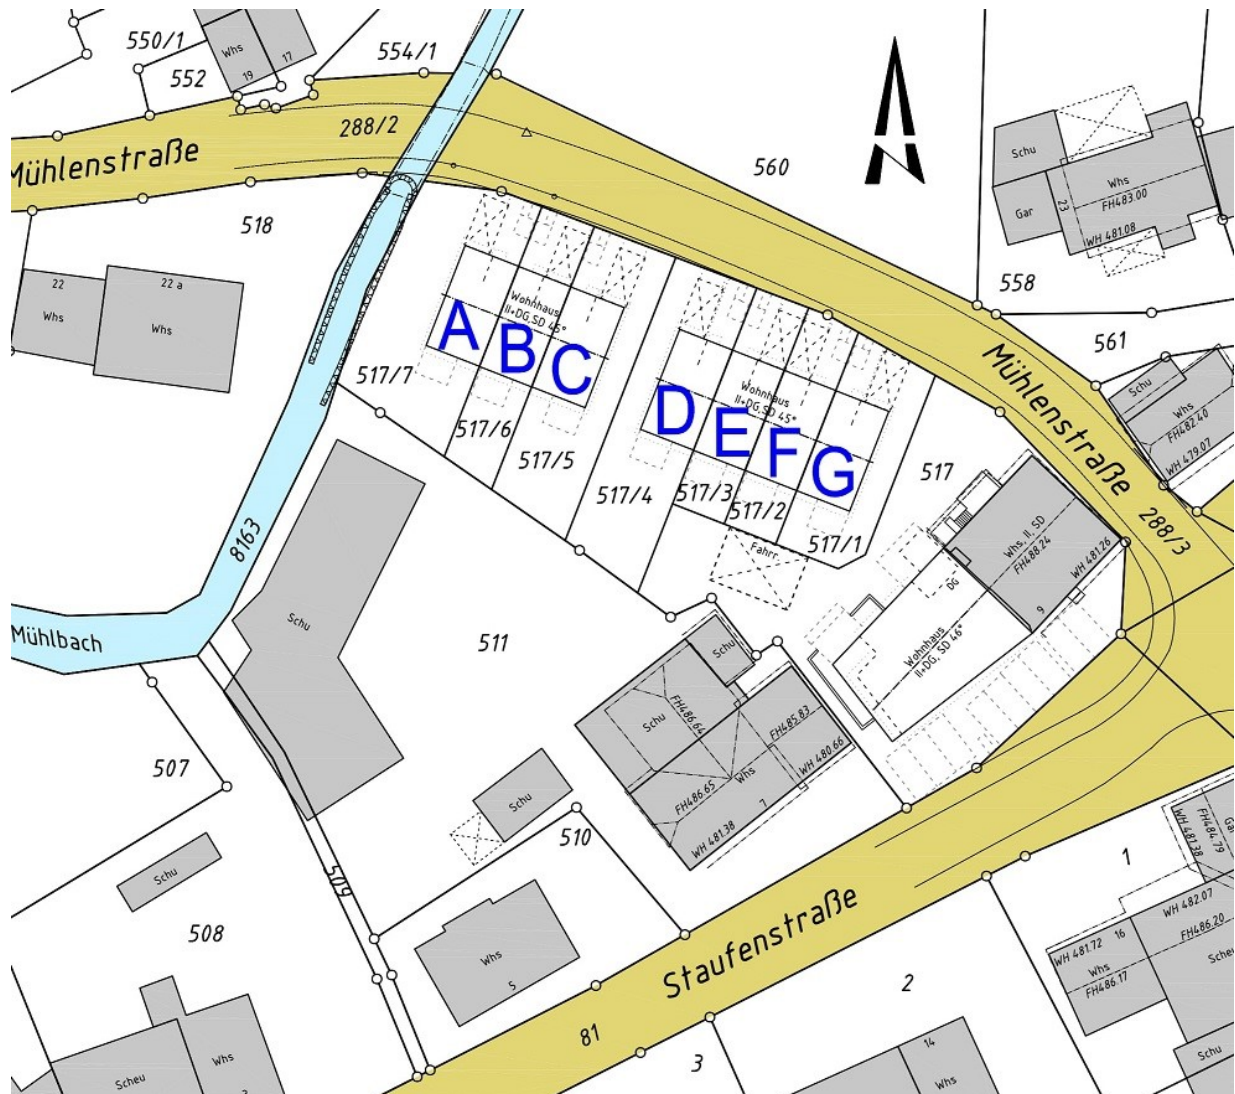 550/1
554/1
Whs
17
19
552
288/2
Mühlenstraße
560
Schu
Whs
FH483.00
23
Gar
WH 481.08
518
558
22
22 a
Whs
Whs
Wohnhaus
II+DG,SD 45°
A
B
C
561
Mühlenstraße
Schu
Whs
FH482.40
WH 479.07
517/7
517/6
517/5
517/4
517/3
517/2
517/1
Wohnhaus
II+DG,SD 45°
D
E
F
G
517
288/3
Fahrr.
Whs, II, SD
FH488.24
WH 481.26
9
DG
Wohnhaus
II+DG, SD 46°
8163
Mühlbach
Schu
511
Schu
Schu
FH486.64
FH485.83
WH 480.66
Whs
FH486.65
WH 481.38
7
507
Schu
510
Schu
509
508
Whs
5
Staufenstraße
81
1
2
3
WH 481.38
FH484.79
WH 482.07
FH486.20
WH 481.72
16
Whs
FH486.17
Schu
14
Whs
Scheu
Whs